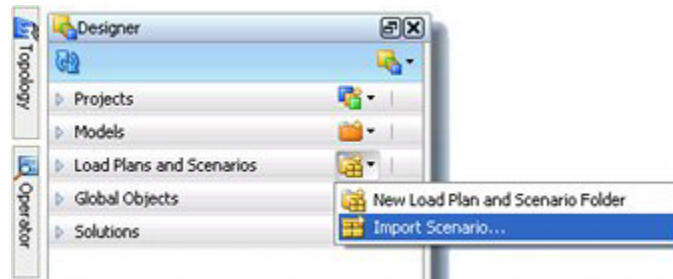 Designer
Topology
Projects
Models
Load Plans and Scenarios
Operator
Global Objects
New Load Plan and Scenario Folder
Solutions
Import Scenario...